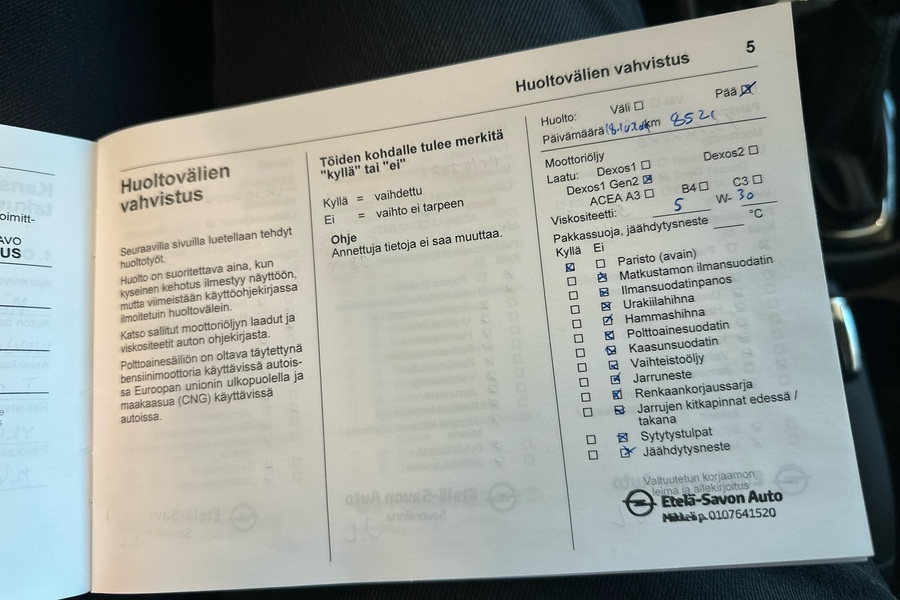 oimitt-
AVO
US
5
Huoltovälien vahvistus
Huoltovälien
vahvistus
Seuraavilla sivuilla luetellaan tehdyt
huoltotyöt.
Huolto on suoritettava aina, kun
kyseinen kehotus ilmestyy näyttöön,
mutta viimeistään käyttöohjekirjassa
ilmoitetuin huoltovälein.
Katso sallitut moottoriöljyn laadut ja
viskositeetit auton ohjekirjasta.
Polttoainesäiliön on oltava täytettynä
bensiinimoottoria käyttävissä autois-
sa Euroopan unionin ulkopuolella ja
maakaasua (CNG) käyttävissä
autoissa.
Töiden kohdalle tulee merkitä
"kyllä" tai "ei"
Kyllä = vaihdettu
Ei = vaihto ei tarpeen
Ohje
Annettuja tietoja ei saa muuttaa.
Huolto: Väli Pää
Päivämäärä km
Moottoriöljy
Laatu: Dexos1 Dexos2
Dexos1 Gen2
ACEA A3 B4 C3
Viskositeetti: 5 W- 30
Pakkassuoja, jäähdytysneste °C
Kyllä Ei
Paristo (avain)
Matkustamon ilmansuodatin
Ilmansuodatinpanos
Urakiilahihna
Hammashihna
Polttoainesuodatin
Kaasunsuodatin
Vaihteistoöljy
Jarruneste
Renkaankorjaussarja
Jarrujen kitkapinnat edessä /
takana
Sytytystulpat
Jäähdytysneste
Valtuutetun korjaamon
leima ja allekirjoitus
Etelä-Savon Auto
Mikkeli p. 0107641520